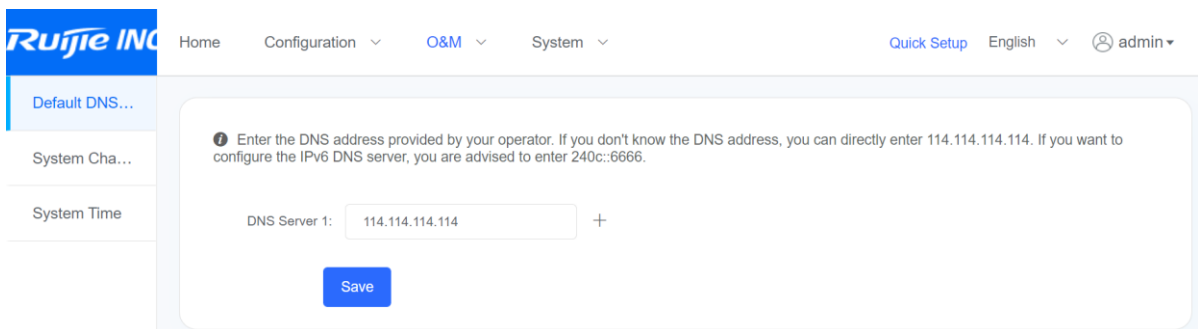 Ruijie INC
Home Configuration O&M System Quick Setup English admin
Default DNS...
System Cha...
System Time
Enter the DNS address provided by your operator. If you don't know the DNS address, you can directly enter 114.114.114.114. If you want to
configure the IPv6 DNS server, you are advised to enter 240c::6666.
DNS Server 1: 114.114.114.114 +
Save